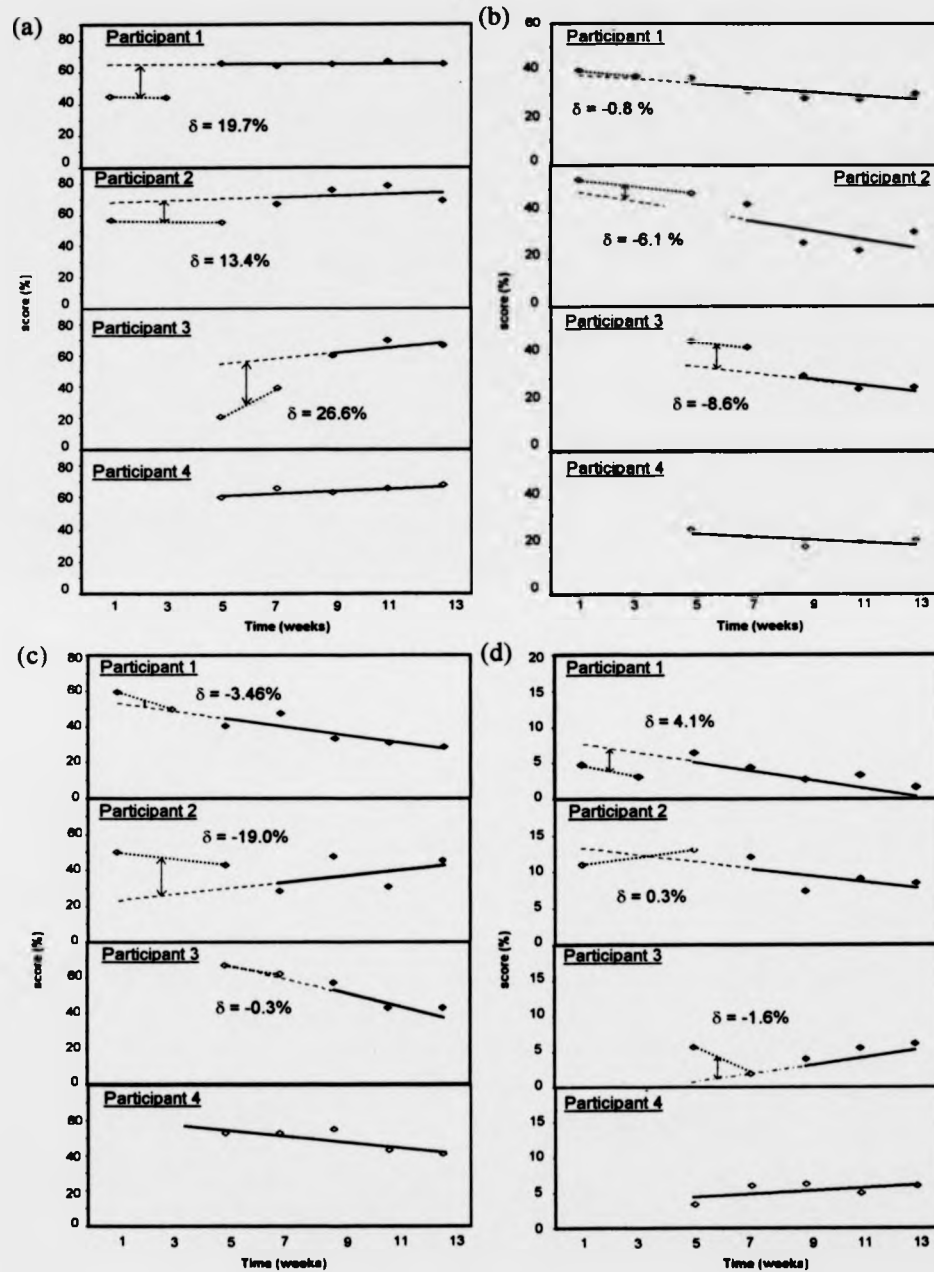 (a)
Participant 1
80
60
40
20
0
δ = 19.7%
Participant 2
80
60
40
20
0
δ = 13.4%
Participant 3
80
60
40
20
0
δ = 26.6%
Participant 4
80
60
40
20
0
score (%)
1 3 5 7 9 11 13
Time (weeks)
(b)
Participant 1
60
40
20
0
δ = -0.8 %
Participant 2
40
20
0
δ = -6.1 %
Participant 3
40
20
0
δ = -8.6%
Participant 4
40
20
0
score (%)
1 3 5 7 9 11 13
Time (weeks)
(c)
Participant 1
80
60
40
20
0
δ = -3.46%
Participant 2
60
40
20
0
δ = -19.0%
Participant 3
60
40
20
0
δ = -0.3%
Participant 4
60
40
20
0
score (%)
1 3 5 7 9 11 13
Time (weeks)
(d)
Participant 1
20
15
10
5
0
δ = 4.1%
Participant 2
15
10
5
0
δ = 0.3%
Participant 3
15
10
5
0
δ = -1.6%
Participant 4
15
10
5
0
score (%)
1 3 5 7 9 11 13
Time (weeks)